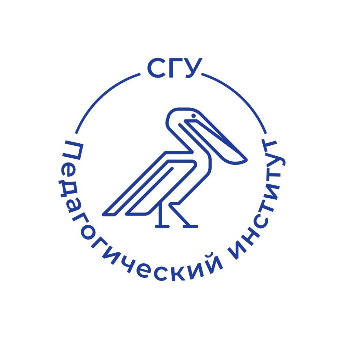 СГУ
Педагогический институт